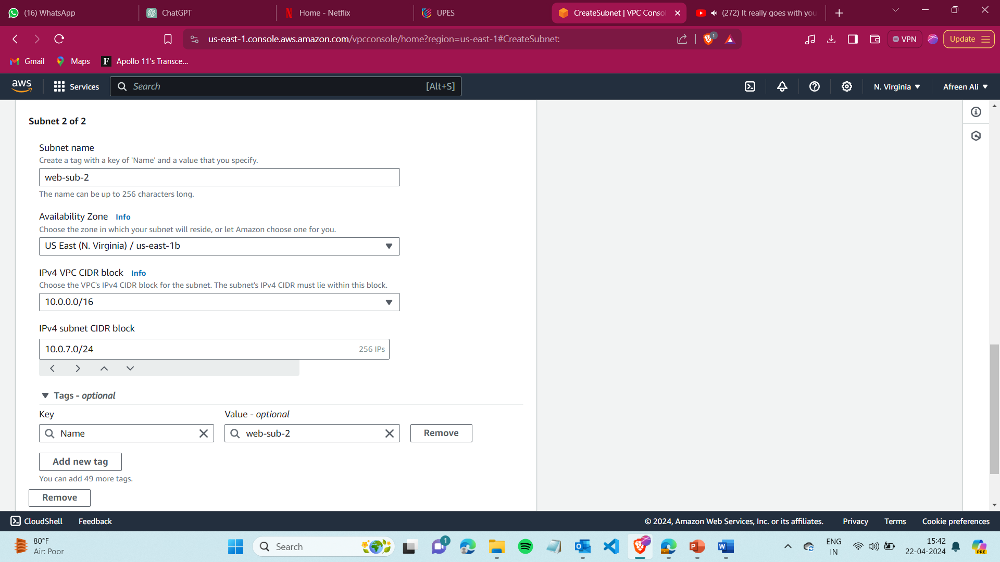 (16) WhatsApp
ChatGPT
Home - Netflix
UPES
CreateSubnet | VPC Conso
(272) It really goes with you
us-east-1.console.aws.amazon.com/vpcconsole/home?region=us-east-1#CreateSubnet:
1
VPN
Update
Gmail
Maps
F Apollo 11's Transce...
aws
Services
Search
[Alt+S]
N. Virginia
Afreen Ali
Subnet 2 of 2
Subnet name
Create a tag with a key of 'Name' and a value that you specify.
web-sub-2
The name can be up to 256 characters long.
Availability Zone Info
Choose the zone in which your subnet will reside, or let Amazon choose one for you.
US East (N. Virginia) / us-east-1b
IPv4 VPC CIDR block Info
Choose the VPC's IPv4 CIDR block for the subnet. The subnet's IPv4 CIDR must lie within this block.
10.0.0.0/16
IPv4 subnet CIDR block
10.0.7.0/24
256 IPs
Tags - optional
Key
Value - optional
Name
web-sub-2
Remove
Add new tag
You can add 49 more tags.
Remove
CloudShell
Feedback
© 2024, Amazon Web Services, Inc. or its affiliates.
Privacy
Terms
Cookie preferences
80°F
Air: Poor
Search
1
ENG
IN
15:42
22-04-2024
PRE